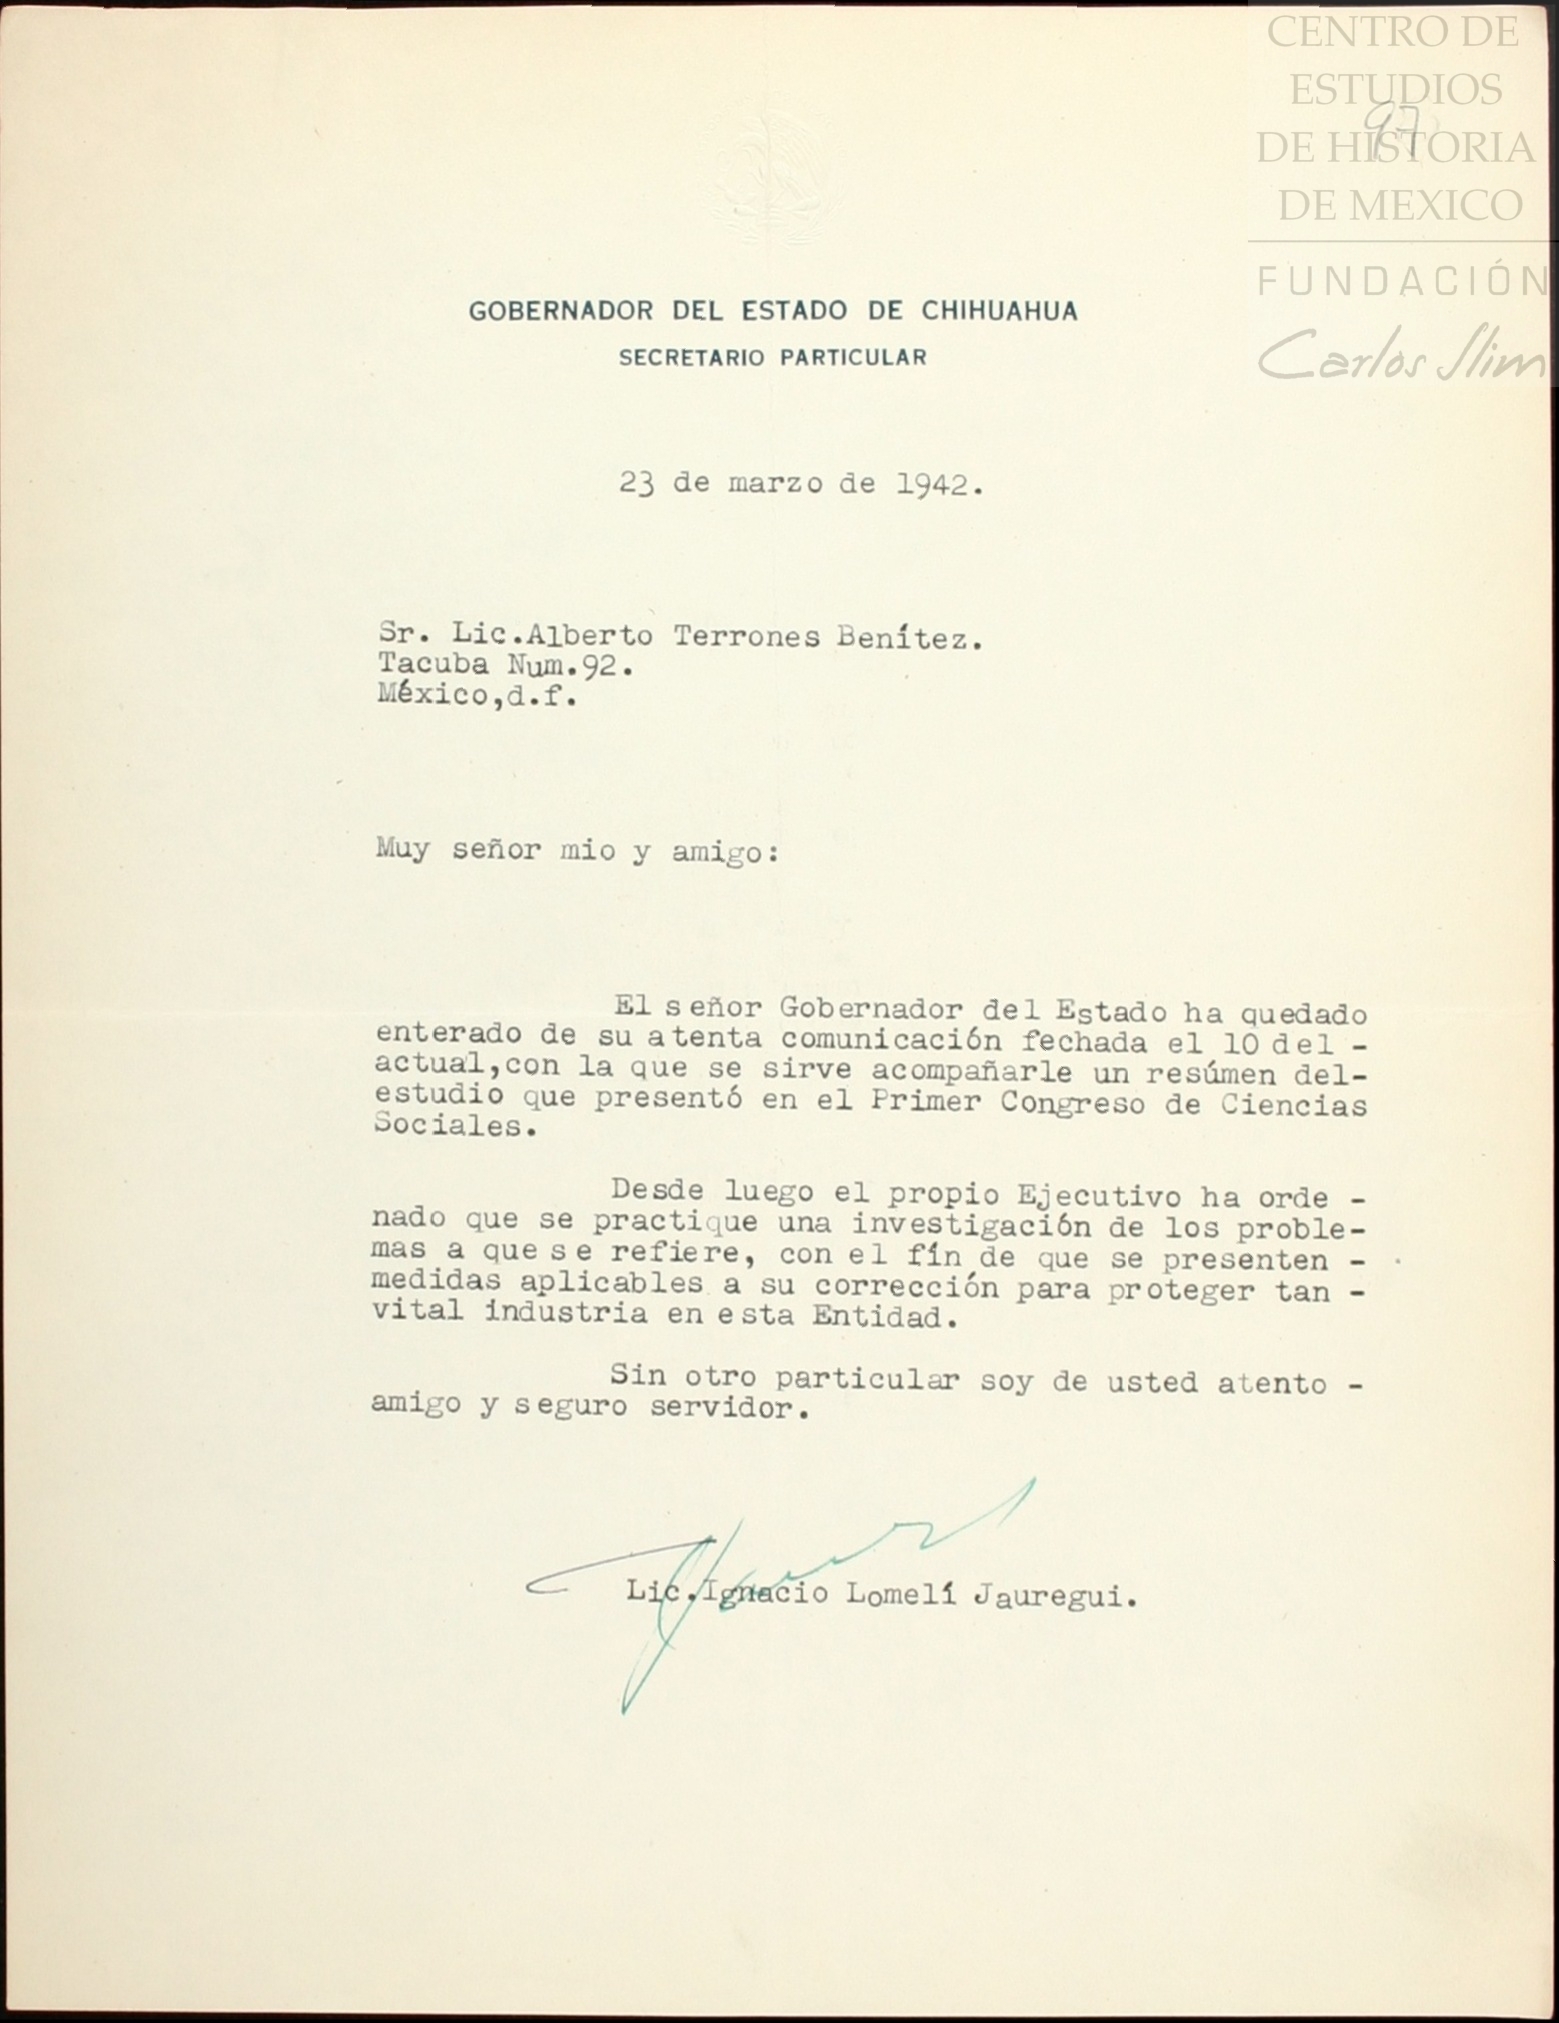 CENTRO DE
ESTUDIOS
DE HISTORIA
DE MEXICO
FUNDACIÓN
Carlos Slim
97
GOBERNADOR DEL ESTADO DE CHIHUAHUA
SECRETARIO PARTICULAR
23 de marzo de 1942.
Sr. Lic.Alberto Terrones Benítez.
Tacuba Num.92.
México,d.f.
Muy señor mio y amigo:
El señor Gobernador del Estado ha quedado
enterado de su atenta comunicación fechada el 10 del -
actual,con la que se sirve acompañarle un resúmen del-
estudio que presentó en el Primer Congreso de Ciencias
Sociales.
Desde luego el propio Ejecutivo ha orde -
nado que se practique una investigación de los proble-
mas a que se refiere, con el fín de que se presenten -
medidas aplicables a su corrección para proteger tan -
vital industria en esta Entidad.
Sin otro particular soy de usted atento -
amigo y seguro servidor.
Lic.Ignacio Lomelí Jauregui.